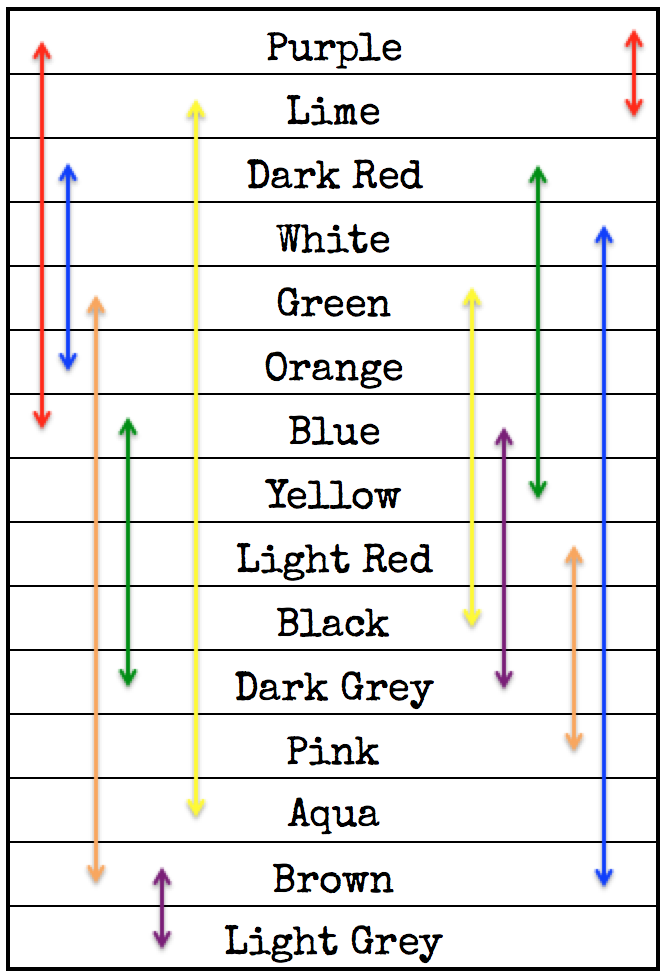 Purple
Lime
Dark Red
White
Green
Orange
Blue
Yellow
Light Red
Black
Dark Grey
Pink
Aqua
Brown
Light Grey